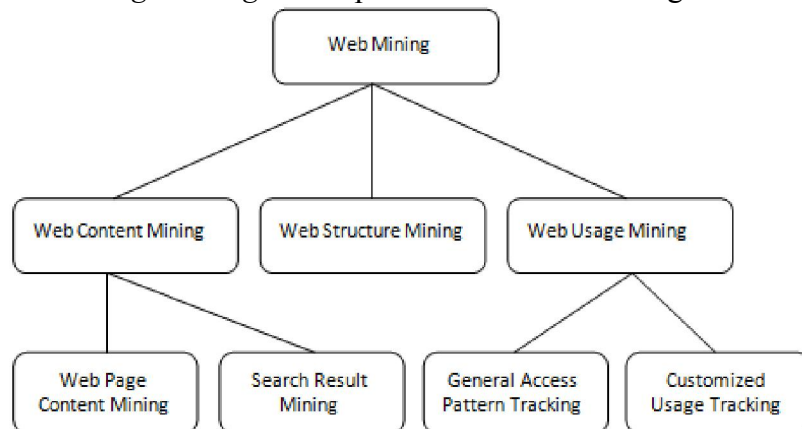 Web Mining
Web Content Mining
Web Structure Mining
Web Usage Mining
Web Page
Content Mining
Search Result
Mining
General Access
Pattern Tracking
Customized
Usage Tracking